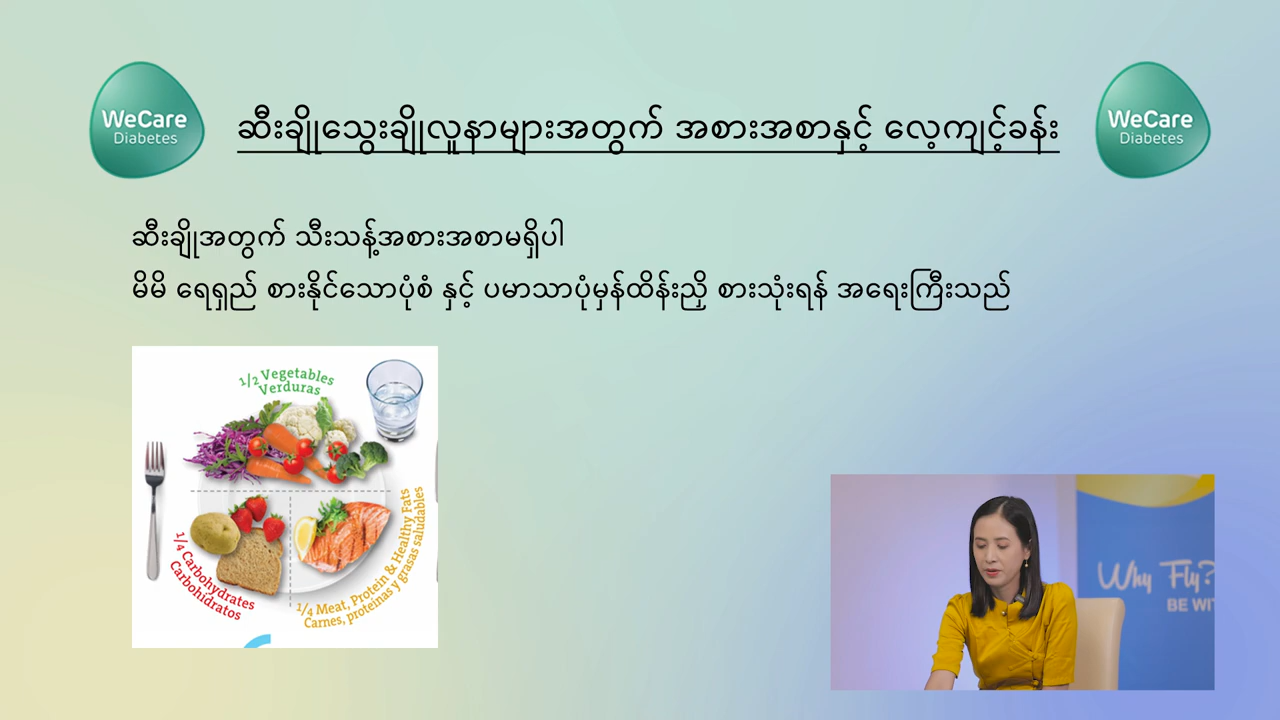 WeCare
Diabetes
ဆီးချိုသွေးချိုလူနာများအတွက် အစားအစာနှင့် လေ့ကျင့်ခန်း
WeCare
Diabetes
ဆီးချိုအတွက် သီးသန့်အစားအစာမရှိပါ
မိမိ ရေရှည် စားနိုင်သောပုံစံ နှင့် ပမာသာပုံမှန်ထိန်းညှိ စားသုံးရန် အရေးကြီးသည်
1/2 Vegetables
Verduras
1/4 Carbohydrates
Carbohidratos
1/4 Meat, Protein & Healthy Fats
Carnes, proteinas y grasas saludables
Why Fly?
BE WIT